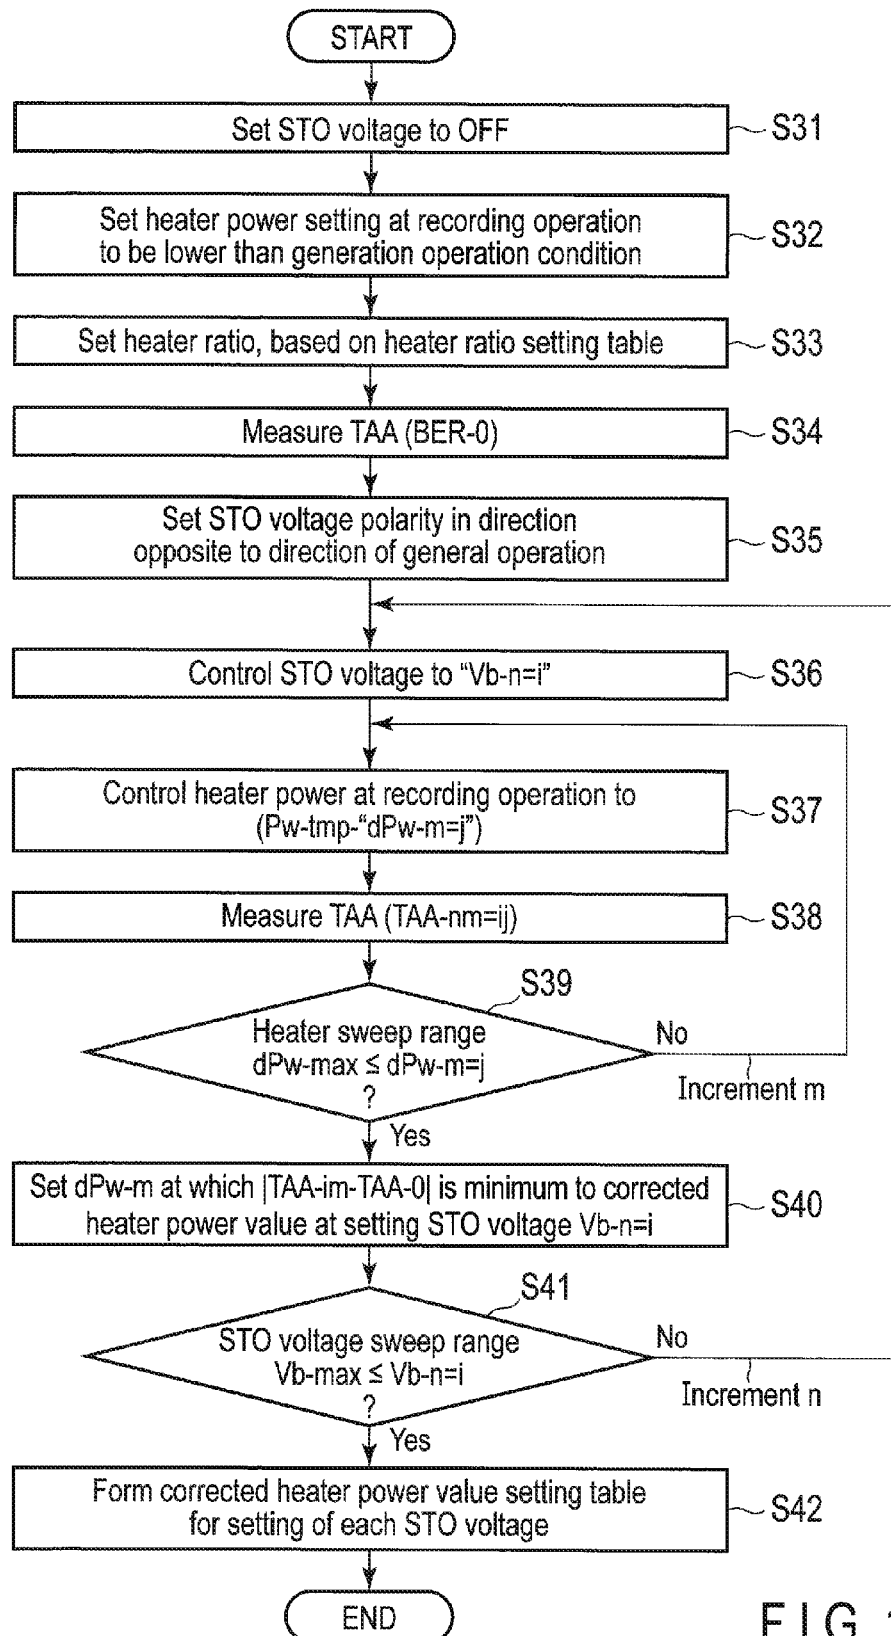 START
Set STO voltage to OFF
S31
Set heater power setting at recording operation
to be lower than generation operation condition
S32
Set heater ratio, based on heater ratio setting table
S33
Measure TAA (BER-0)
S34
Set STO voltage polarity in direction
opposite to direction of general operation
S35
Control STO voltage to “Vb-n=i”
S36
Control heater power at recording operation to
(Pw-tmp-“dPw-m=j”)
S37
Measure TAA (TAA-nm=ij)
S38
S39
Heater sweep range
dPw-max ≤ dPw-m=j
?
No
Increment m
Yes
Set dPw-m at which |TAA-im-TAA-0| is minimum to corrected
heater power value at setting STO voltage Vb-n=i
S40
S41
STO voltage sweep range
Vb-max ≤ Vb-n=i
?
No
Increment n
Yes
Form corrected heater power value setting table
for setting of each STO voltage
S42
END
FIG